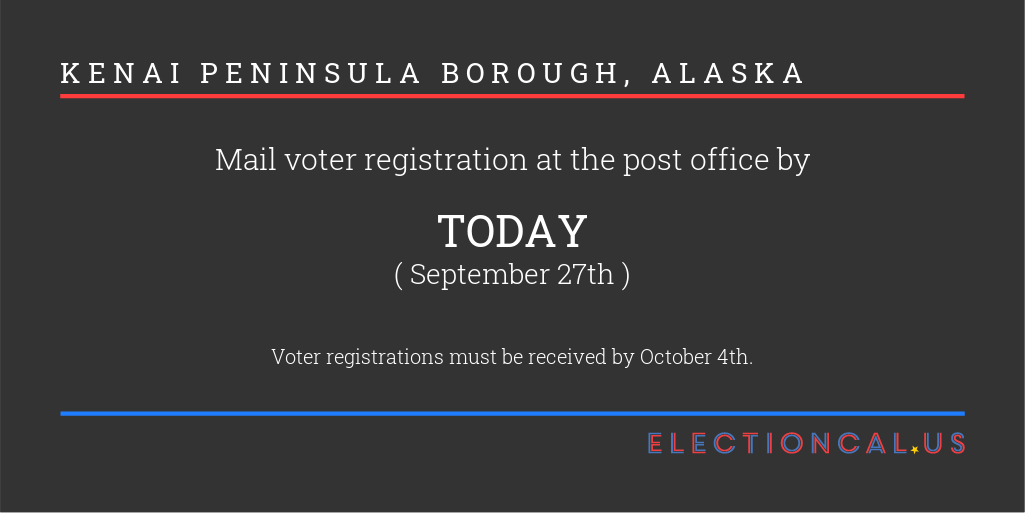 KENAI PENINSULA BOROUGH, ALASKA
Mail voter registration at the post office by
TODAY
( September 27th )
Voter registrations must be received by October 4th.
ELECTIONCAL.US